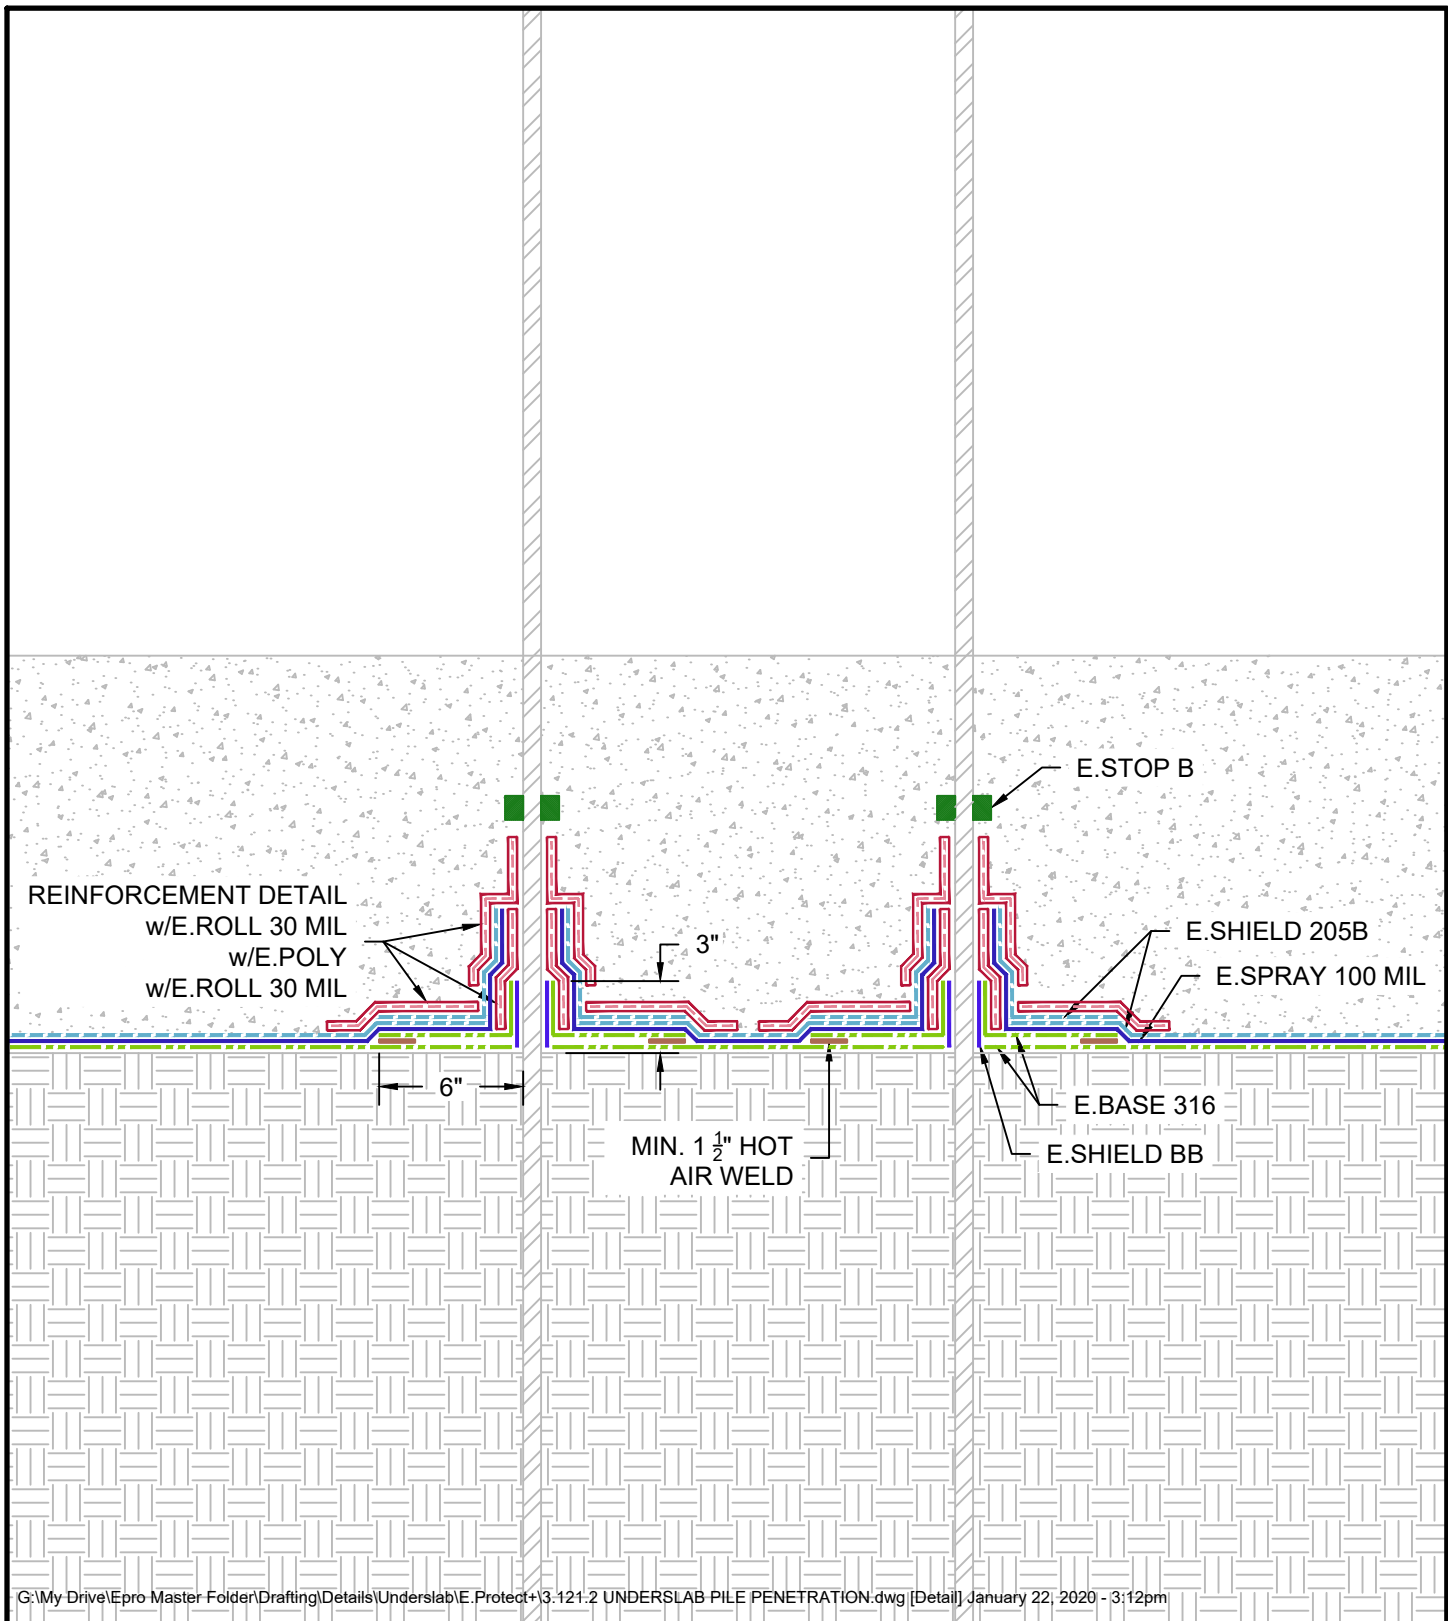 E.STOP B
REINFORCEMENT DETAIL
w/E.ROLL 30 MIL
w/E.POLY
w/E.ROLL 30 MIL
3"
E.SHIELD 205B
E.SPRAY 100 MIL
6"
MIN. 1 1/2" HOT
AIR WELD
E.BASE 316
E.SHIELD BB
G:\My Drive\Epro Master Folder\Drafting\Details\Underslab\E.Protect+\3.121.2 UNDERSLAB PILE PENETRATION.dwg [Detail] January 22, 2020 - 3:12pm